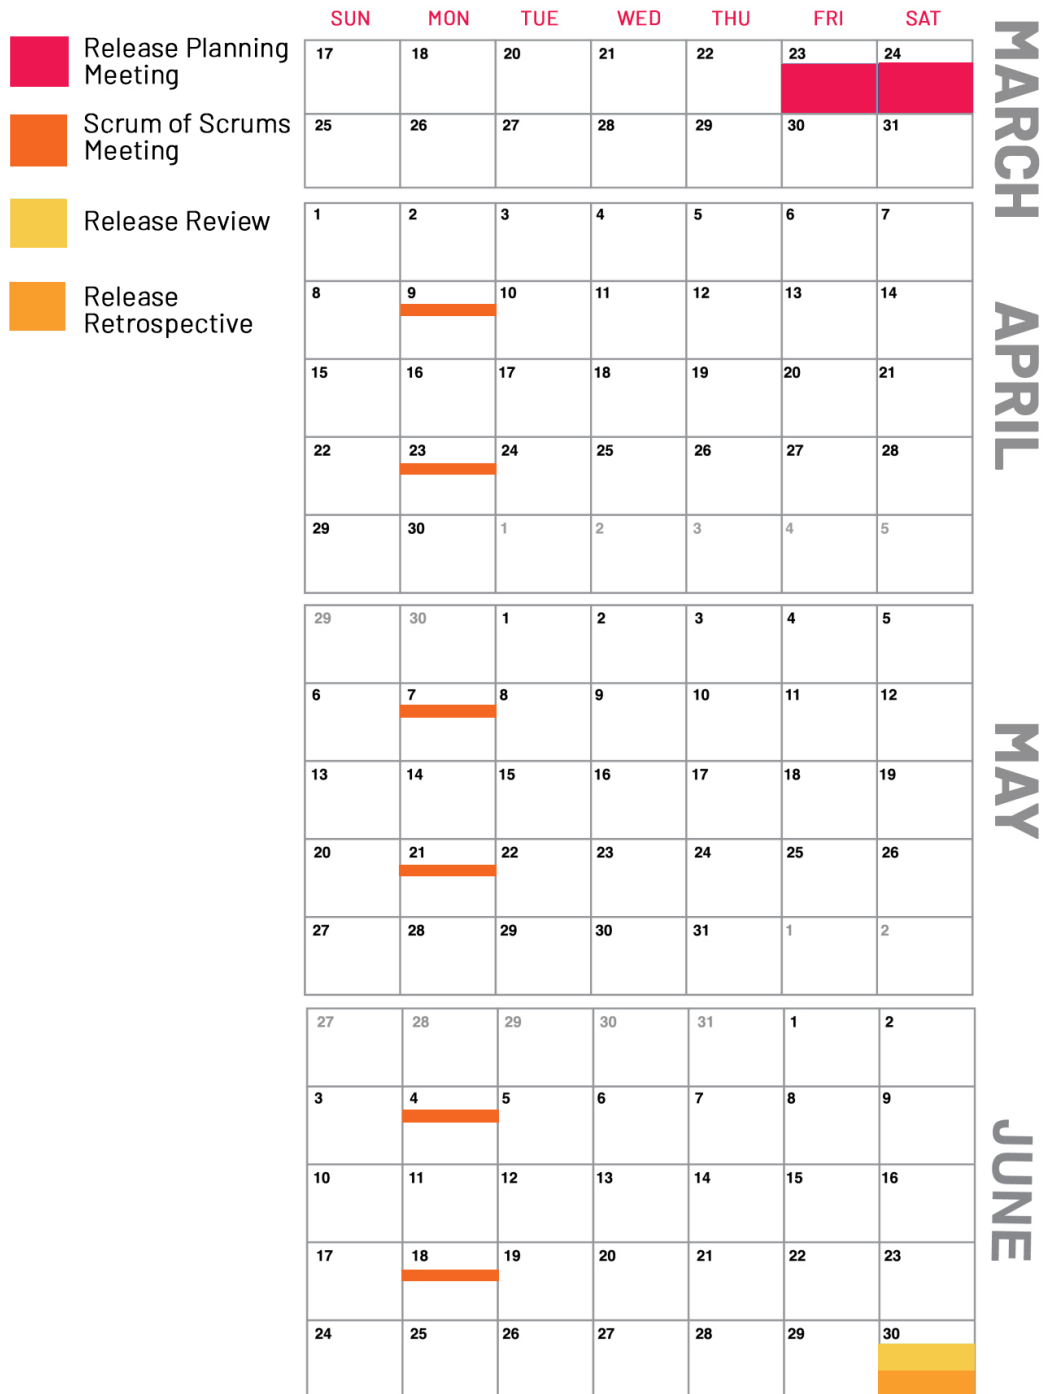 SUN MON TUE WED THU FRI SAT
Release Planning
Meeting
Scrum of Scrums
Meeting
Release Review
Release
Retrospective
MARCH
17 18 20 21 22 23 24
25 26 27 28 29 30 31
APRIL
1 2 3 4 5 6 7
8 9 10 11 12 13 14
15 16 17 18 19 20 21
22 23 24 25 26 27 28
29 30 1 2 3 4 5
MAY
29 30 1 2 3 4 5
6 7 8 9 10 11 12
13 14 15 16 17 18 19
20 21 22 23 24 25 26
27 28 29 30 31 1 2
JUNE
27 28 29 30 31 1 2
3 4 5 6 7 8 9
10 11 12 13 14 15 16
17 18 19 20 21 22 23
24 25 26 27 28 29 30